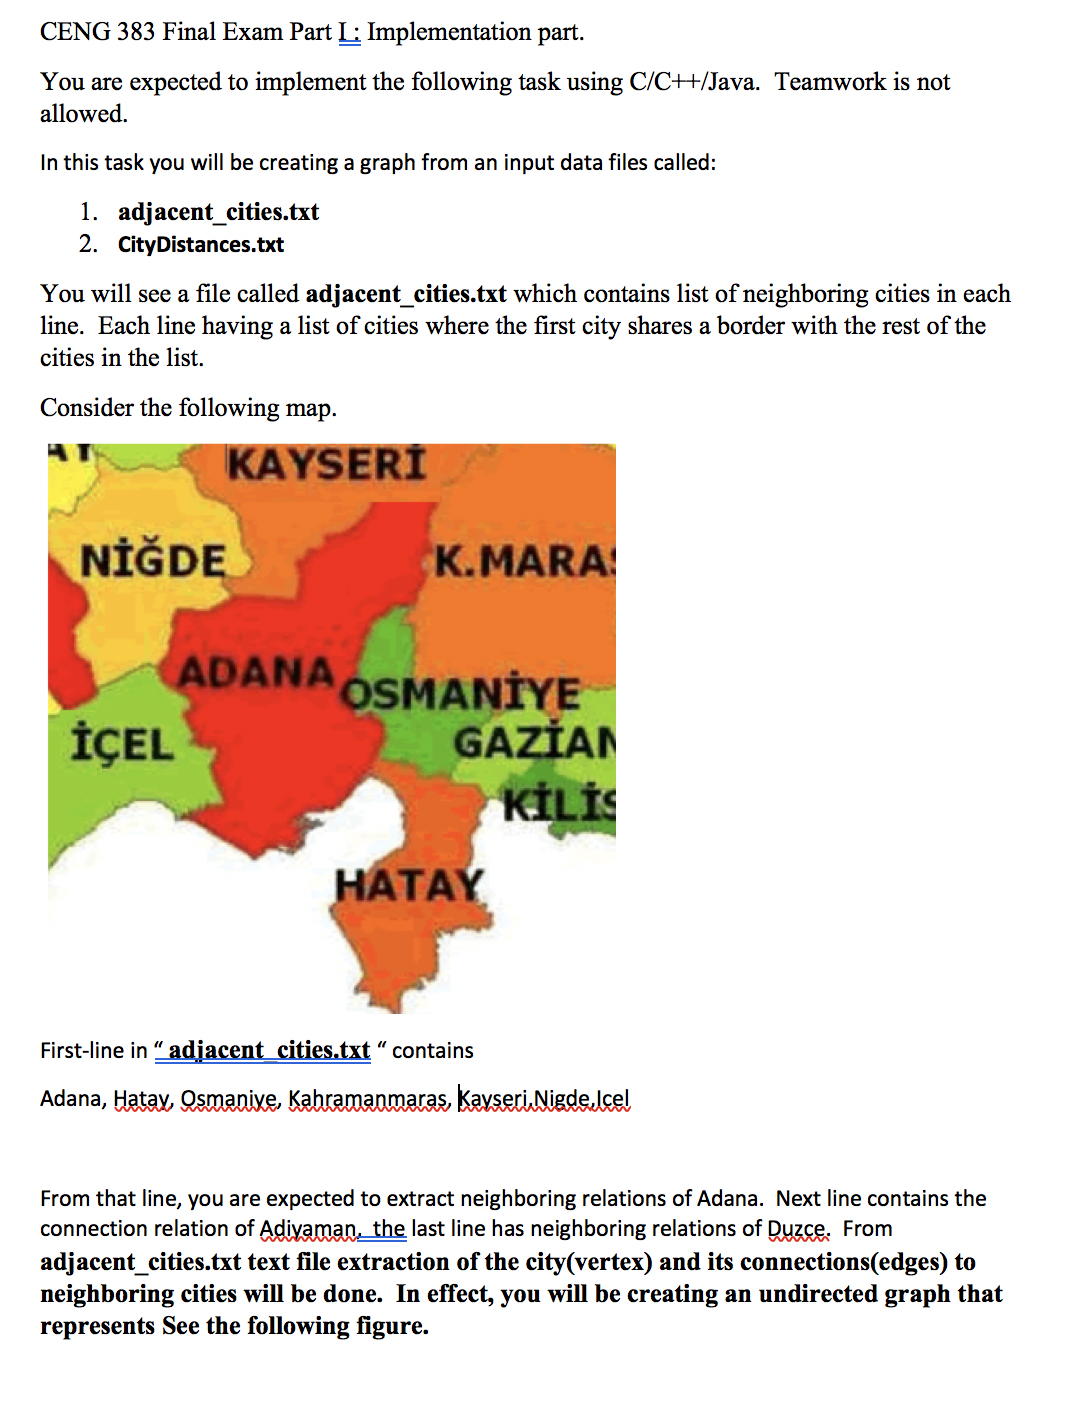 CENG 383 Final Exam Part I : Implementation part.
You are expected to implement the following task using C/C++/Java.  Teamwork is not
allowed.
In this task you will be creating a graph from an input data files called:
1. adjacent_cities.txt
2. CityDistances.txt
You will see a file called adjacent_cities.txt which contains list of neighboring cities in each
line.  Each line having a list of cities where the first city shares a border with the rest of the
cities in the list.
Consider the following map.
KAYSERİ
NİĞDE
K.MARAŞ
ADANA
OSMANİYE
İÇEL
GAZİAN
KİLİS
HATAY
First-line in “ adjacent_cities.txt “ contains
Adana, Hatay, Osmaniye, Kahramanmaras, Kayseri,Nigde,Icel
From that line, you are expected to extract neighboring relations of Adana.  Next line contains the
connection relation of Adiyaman,  the last line has neighboring relations of Duzce.  From
adjacent_cities.txt text file extraction of the city(vertex) and its connections(edges) to
neighboring cities will be done.  In effect, you will be creating an undirected graph that
represents See the following figure.